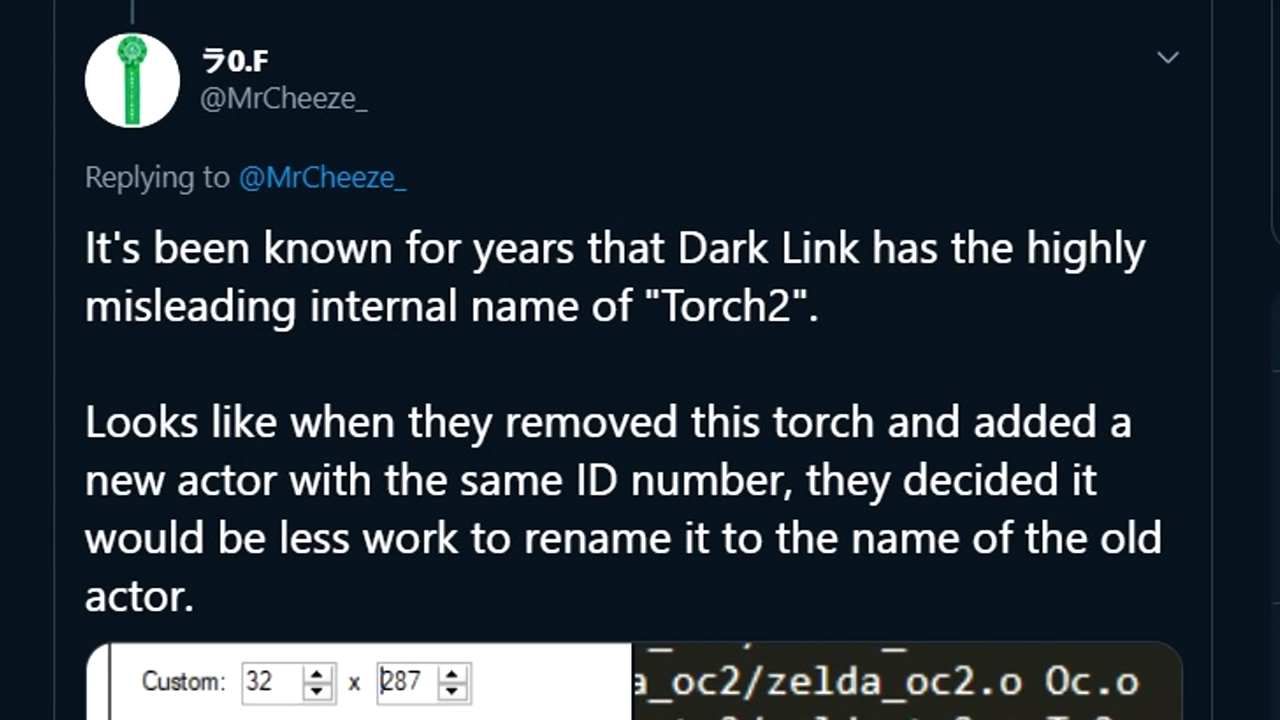 ラ0.F
@MrCheeze_
Replying to @MrCheeze_
It's been known for years that Dark Link has the highly
misleading internal name of "Torch2".
Looks like when they removed this torch and added a
new actor with the same ID number, they decided it
would be less work to rename it to the name of the old
actor.
Custom: 32 x 287
a_oc2/zelda_oc2.o Oc.o